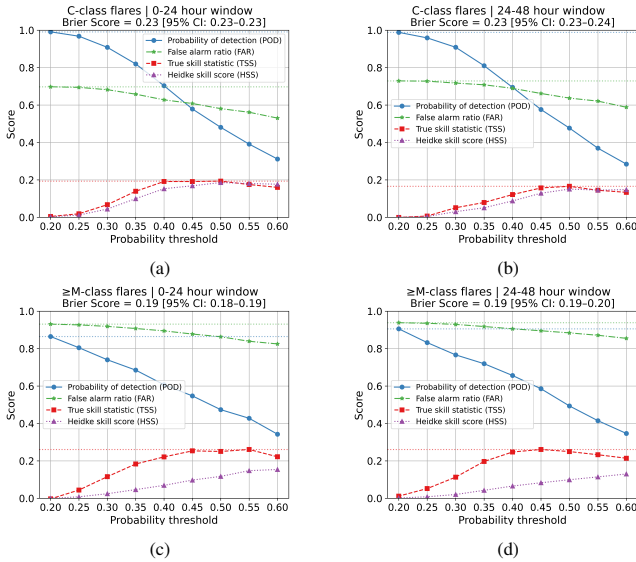 C-class flares | 0-24 hour window
Brier Score = 0.23 [95% CI: 0.23–0.23]
1.0
0.8
0.6
0.4
0.2
0.0
Score
Probability of detection (POD)
False alarm ratio (FAR)
True skill statistic (TSS)
Heidke skill score (HSS)
0.20 0.25 0.30 0.35 0.40 0.45 0.50 0.55 0.60
Probability threshold
(a)
C-class flares | 24-48 hour window
Brier Score = 0.23 [95% CI: 0.23–0.24]
1.0
0.8
0.6
0.4
0.2
0.0
Score
Probability of detection (POD)
False alarm ratio (FAR)
True skill statistic (TSS)
Heidke skill score (HSS)
0.20 0.25 0.30 0.35 0.40 0.45 0.50 0.55 0.60
Probability threshold
(b)
≥M-class flares | 0-24 hour window
Brier Score = 0.19 [95% CI: 0.18–0.19]
1.0
0.8
0.6
0.4
0.2
0.0
Score
Probability of detection (POD)
False alarm ratio (FAR)
True skill statistic (TSS)
Heidke skill score (HSS)
0.20 0.25 0.30 0.35 0.40 0.45 0.50 0.55 0.60
Probability threshold
(c)
≥M-class flares | 24-48 hour window
Brier Score = 0.19 [95% CI: 0.19–0.20]
1.0
0.8
0.6
0.4
0.2
0.0
Score
Probability of detection (POD)
False alarm ratio (FAR)
True skill statistic (TSS)
Heidke skill score (HSS)
0.20 0.25 0.30 0.35 0.40 0.45 0.50 0.55 0.60
Probability threshold
(d)